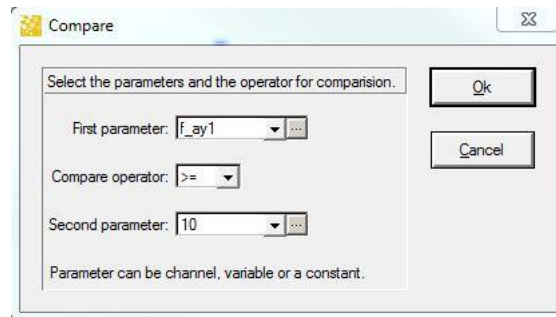 Compare
Select the parameters and the operator for comparision.
Ok
First parameter: f_ay1 ...
Cancel
Compare operator: >=
Second parameter: 10 ...
Parameter can be channel, variable or a constant.